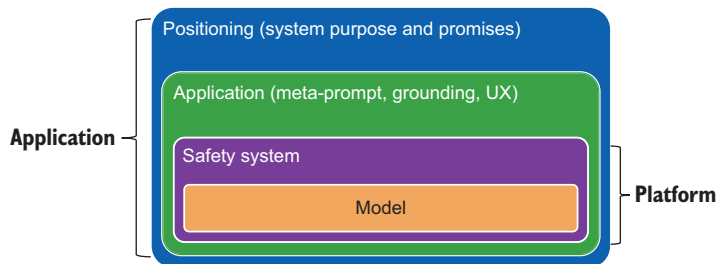 Positioning (system purpose and promises)
Application (meta-prompt, grounding, UX)
Application
Safety system
Model
Platform